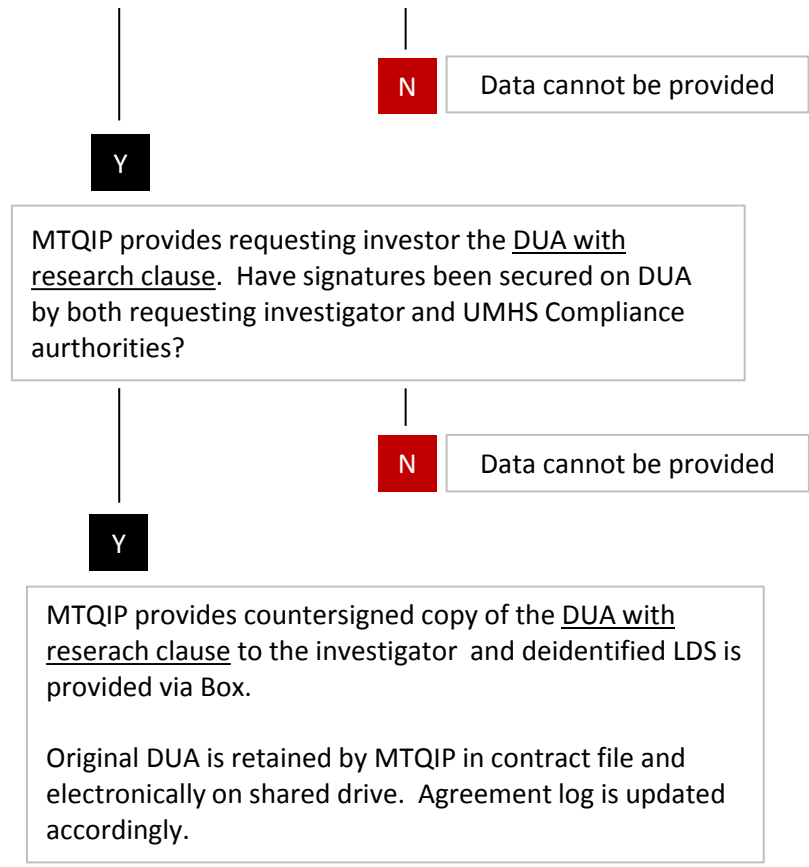 N
Data cannot be provided
Y
MTQIP provides requesting investor the DUA with
research clause.  Have signatures been secured on DUA
by both requesting investigator and UMHS Compliance
aurthorities?
N
Data cannot be provided
Y
MTQIP provides countersigned copy of the DUA with
reserach clause to the investigator  and deidentified LDS is
provided via Box.
Original DUA is retained by MTQIP in contract file and
electronically on shared drive.  Agreement log is updated
accordingly.